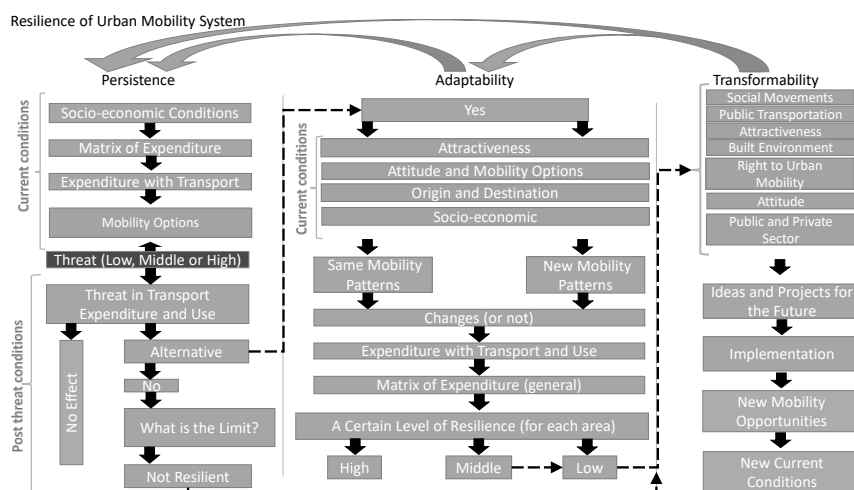 Resilience of Urban Mobility System
Persistence
Current conditions
Socio-economic Conditions
Matrix of Expenditure
Expenditure with Transport
Mobility Options
Threat (Low, Middle or High)
Post threat conditions
Threat in Transport
Expenditure and Use
No Effect
Alternative
No
What is the Limit?
Not Resilient
Adaptability
Yes
Current conditions
Attractiveness
Attitude and Mobility Options
Origin and Destination
Socio-economic
Same Mobility
Patterns
New Mobility
Patterns
Changes (or not)
Expenditure with Transport and Use
Matrix of Expenditure (general)
A Certain Level of Resilience (for each area)
High
Middle
Low
Transformability
Social Movements
Public Transportation
Attractiveness
Built Environment
Right to Urban
Mobility
Attitude
Public and Private
Sector
Ideas and Projects for
the Future
Implementation
New Mobility
Opportunities
New Current
Conditions